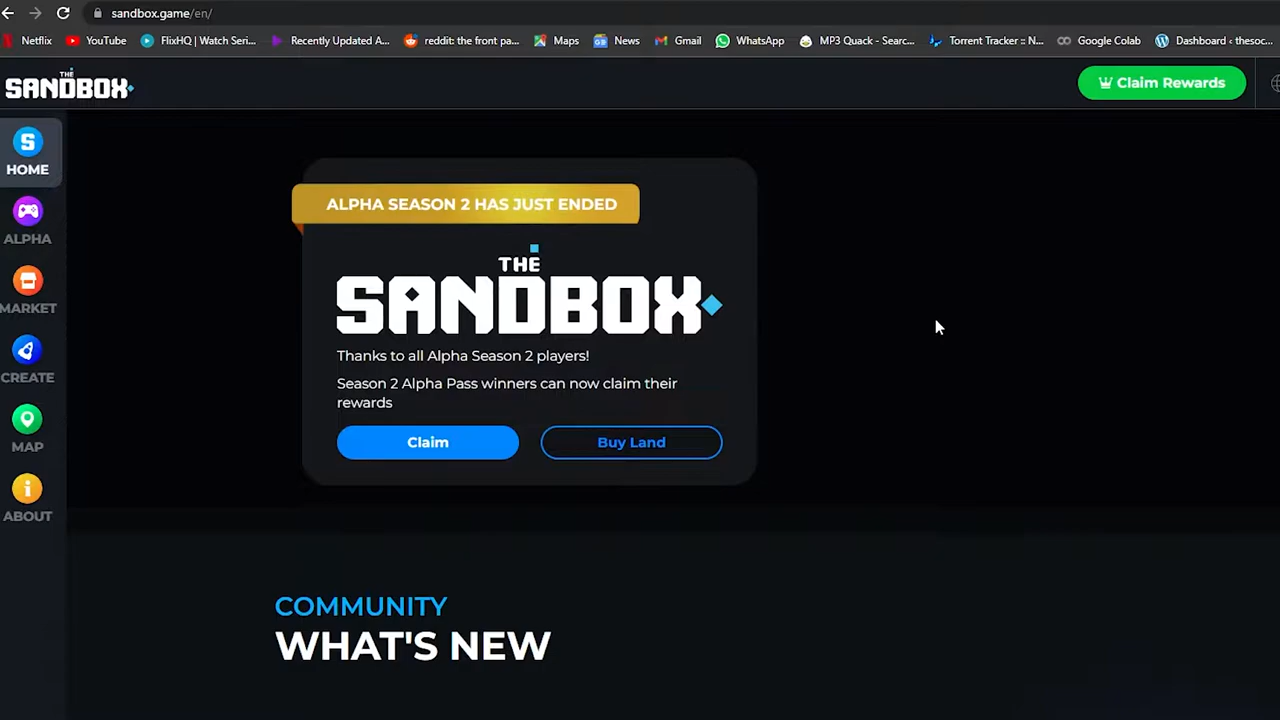 sandbox.game/en/
Netflix YouTube FlixHQ | Watch Seri... Recently Updated A... reddit: the front pa... Maps News Gmail WhatsApp MP3 Quack - Searc... Torrent Tracker :: N... Google Colab Dashboard ‹ thesoc...
THE
SANDBOX
Claim Rewards
HOME
ALPHA
MARKET
CREATE
MAP
ABOUT
ALPHA SEASON 2 HAS JUST ENDED
THE
SANDBOX
Thanks to all Alpha Season 2 players!
Season 2 Alpha Pass winners can now claim their
rewards
Claim Buy Land
COMMUNITY
WHAT'S NEW